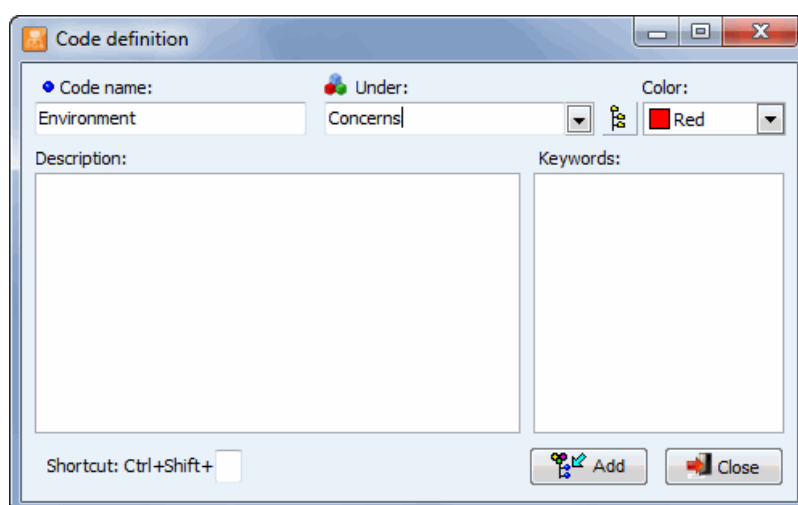 Code definition
Code name: Under: Color:
Environment Concerns Red
Description: Keywords:
Shortcut: Ctrl+Shift+ Add Close